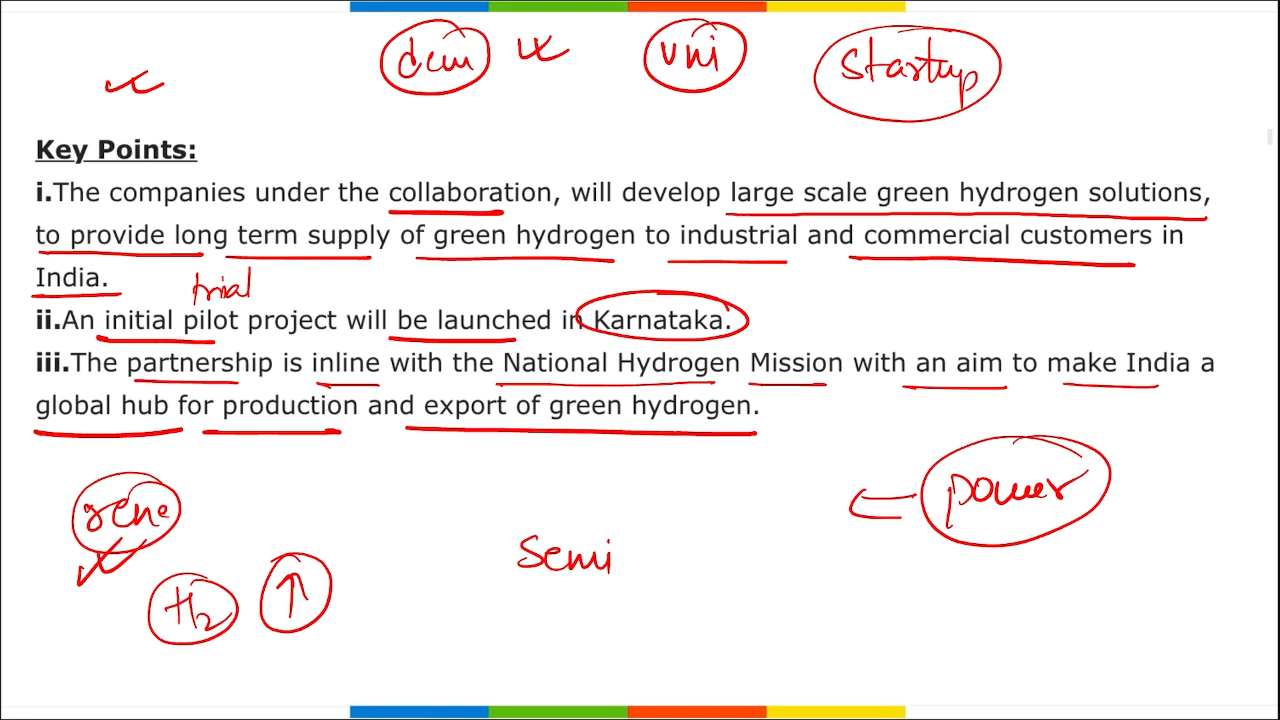 dem uni startup
Key Points:
i.The companies under the collaboration, will develop large scale green hydrogen solutions,
to provide long term supply of green hydrogen to industrial and commercial customers in
India.
trial
ii.An initial pilot project will be launched in Karnataka.
iii.The partnership is inline with the National Hydrogen Mission with an aim to make India a
global hub for production and export of green hydrogen.
power
gene
semi
H2